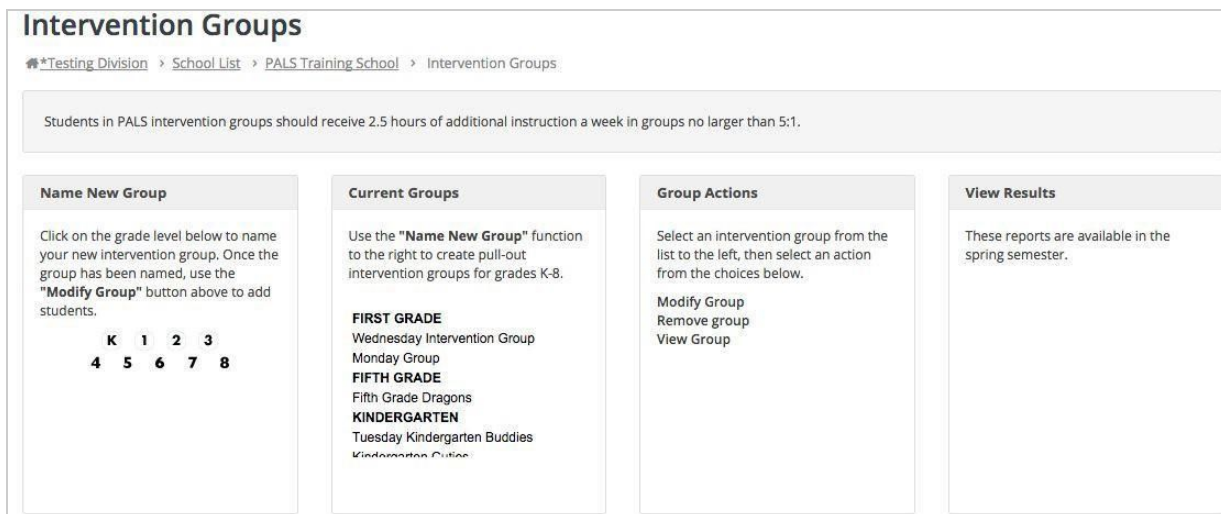 Intervention Groups
*Testing Division > School List > PALS Training School > Intervention Groups
Students in PALS intervention groups should receive 2.5 hours of additional instruction a week in groups no larger than 5:1.
Name New Group
Click on the grade level below to name
your new intervention group. Once the
group has been named, use the
"Modify Group" button above to add
students.
K 1 2 3
4 5 6 7 8
Current Groups
Use the "Name New Group" function
to the right to create pull-out
intervention groups for grades K-8.
FIRST GRADE
Wednesday Intervention Group
Monday Group
FIFTH GRADE
Fifth Grade Dragons
KINDERGARTEN
Tuesday Kindergarten Buddies
Kindergarten Cuties
Group Actions
Select an intervention group from the
list to the left, then select an action
from the choices below.
Modify Group
Remove group
View Group
View Results
These reports are available in the
spring semester.